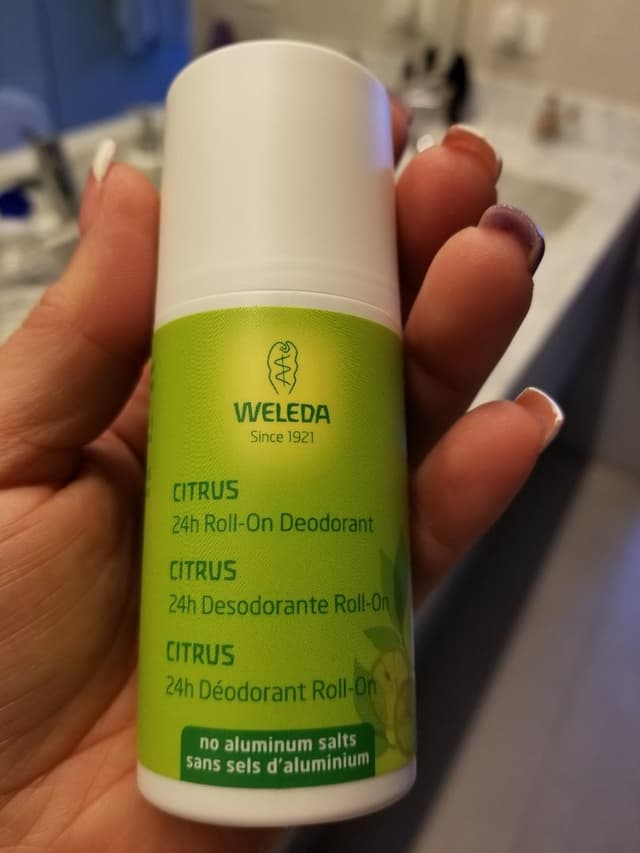 WELEDA
Since 1921
CITRUS
24h Roll-On Deodorant
CITRUS
24h Desodorante Roll-On
CITRUS
24h Déodorant Roll-On
no aluminum salts
sans sels d'aluminium